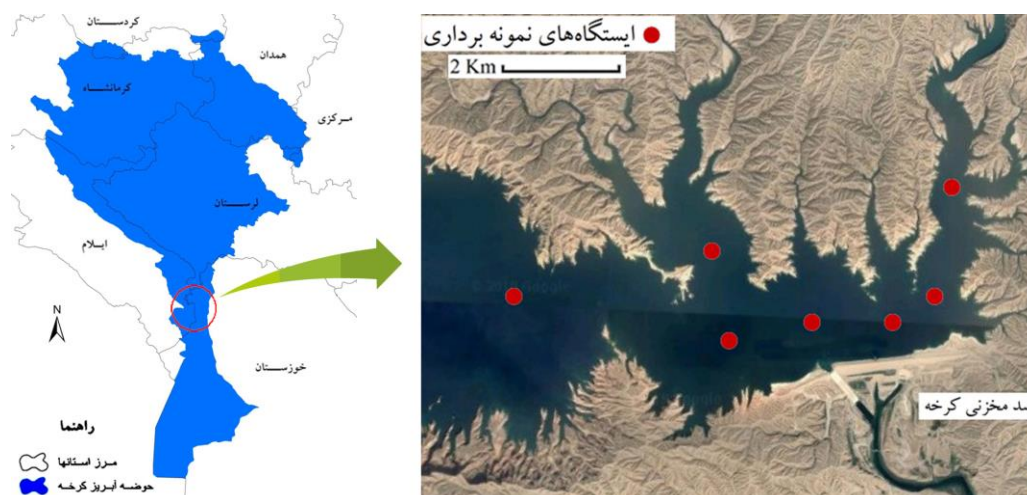 کردستان
همدان
کرمانشاه
مرکزی
لرستان
ایلام
N
خوزستان
راهنما
مرز استانها
حوضه آبریز کرخه
ایستگاه‌های نمونه برداری
2 Km
سد مخزنی کرخه